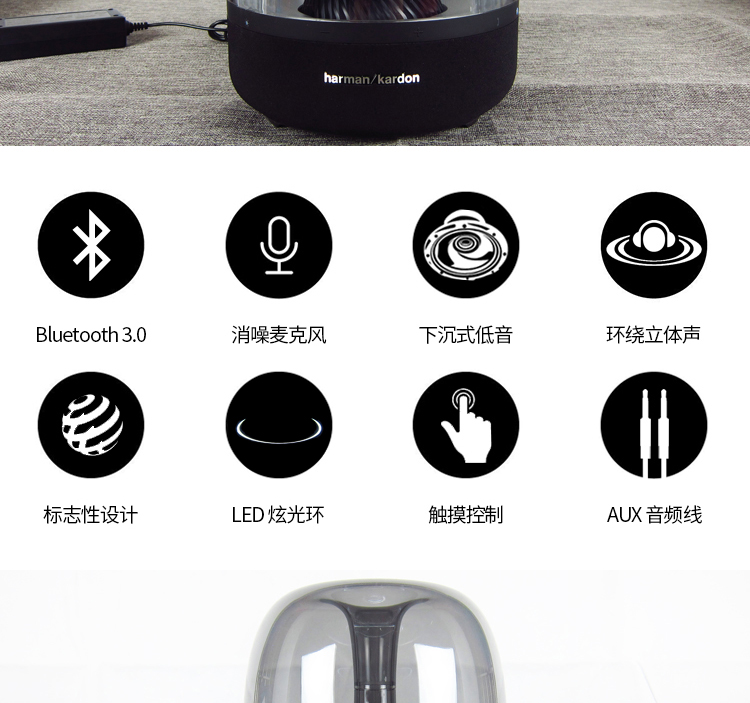 harman/kardon
Bluetooth 3.0
消噪麦克风
下沉式低音
环绕立体声
标志性设计
LED 炫光环
触摸控制
AUX 音频线